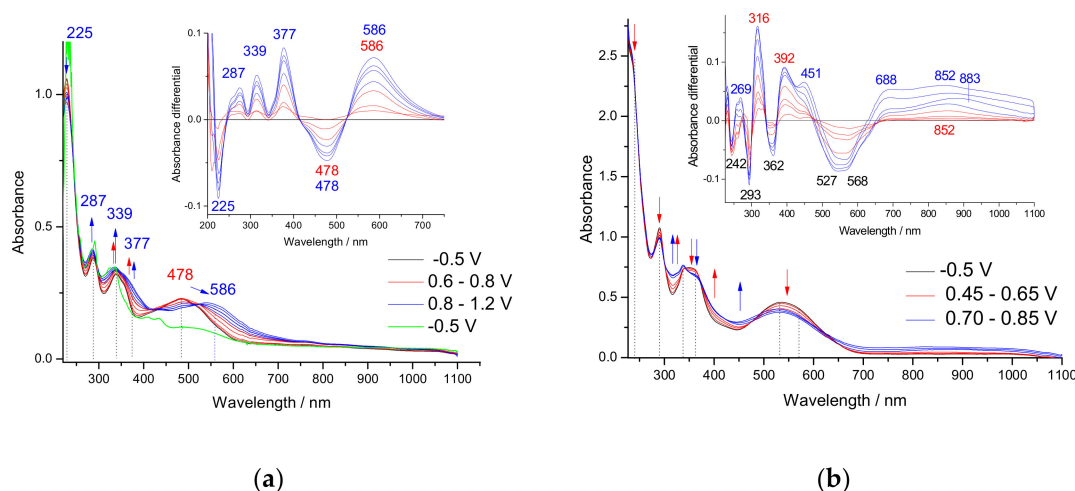 225
1.0
0.5
0.0
Absorbance
287
339
377
478
586
200 300 400 500 600 700 800 900 1000 1100
Wavelength / nm
0.1
0.0
-0.1
Absorbance differential
287
339
377
586
586
478
478
225
200 300 400 500 600 700
Wavelength / nm
-0.5 V
0.6 - 0.8 V
0.8 - 1.2 V
-0.5 V
(a)
2.5
2.0
1.5
1.0
0.5
0.0
Absorbance
300 400 500 600 700 800 900 1000 1100
Wavelength / nm
0.1
0.0
-0.1
Absorbance differential
316
392
269
451
688
852
883
852
242
293
362
527
568
300 400 500 600 700 800 900 1000 1100
Wavelength / nm
-0.5 V
0.45 - 0.65 V
0.70 - 0.85 V
(b)